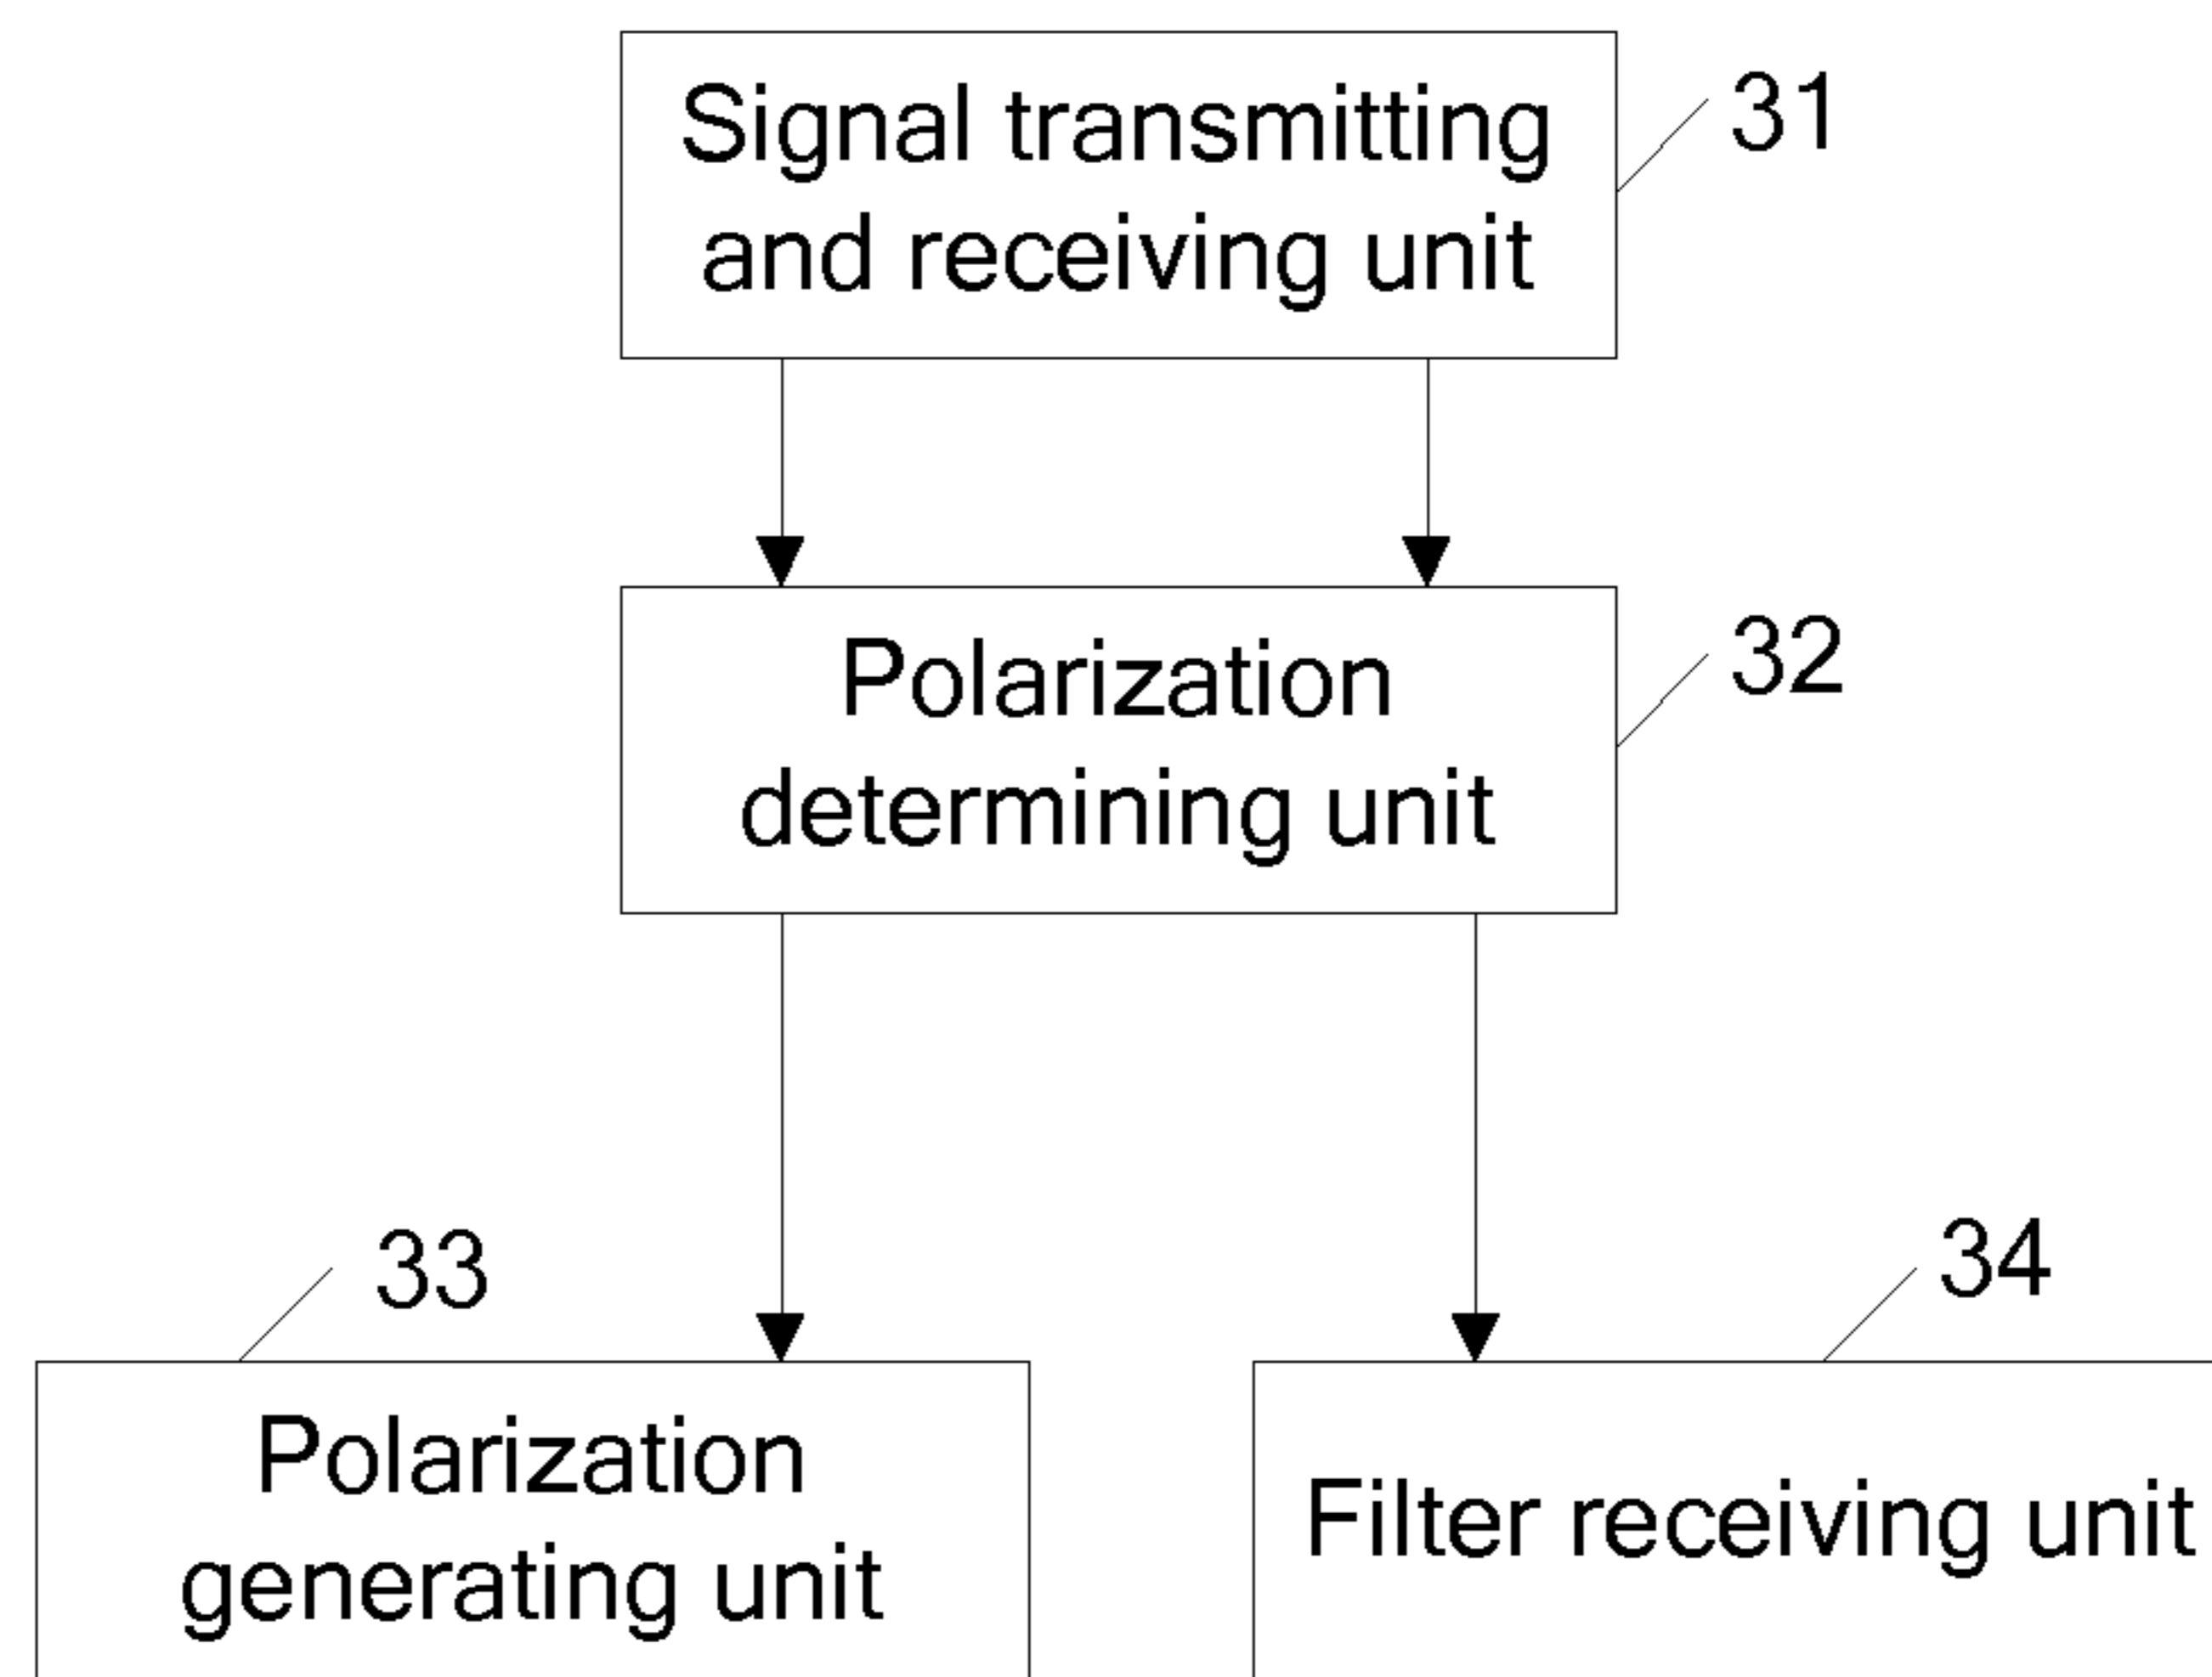 Signal transmitting
and receiving unit
31
Polarization
determining unit
32
33
Polarization
generating unit
34
Filter receiving unit